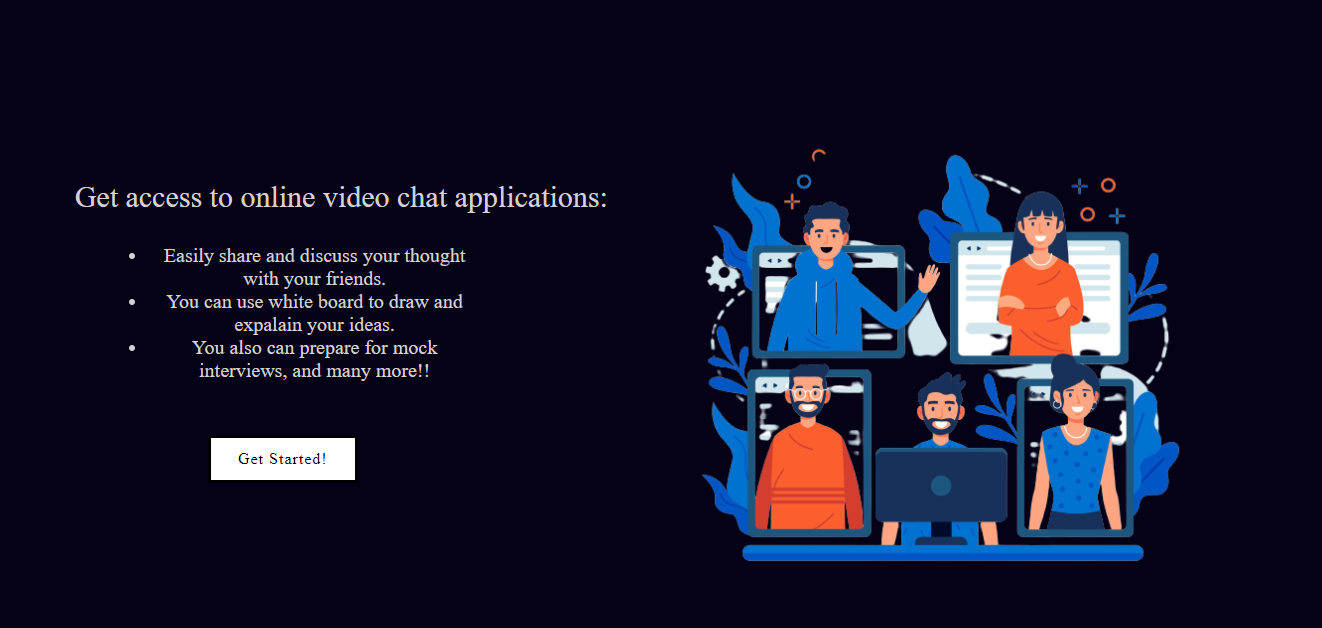 Get access to online video chat applications:
• Easily share and discuss your thought
with your friends.
• You can use white board to draw and
expalain your ideas.
• You also can prepare for mock
interviews, and many more!!
Get Started!